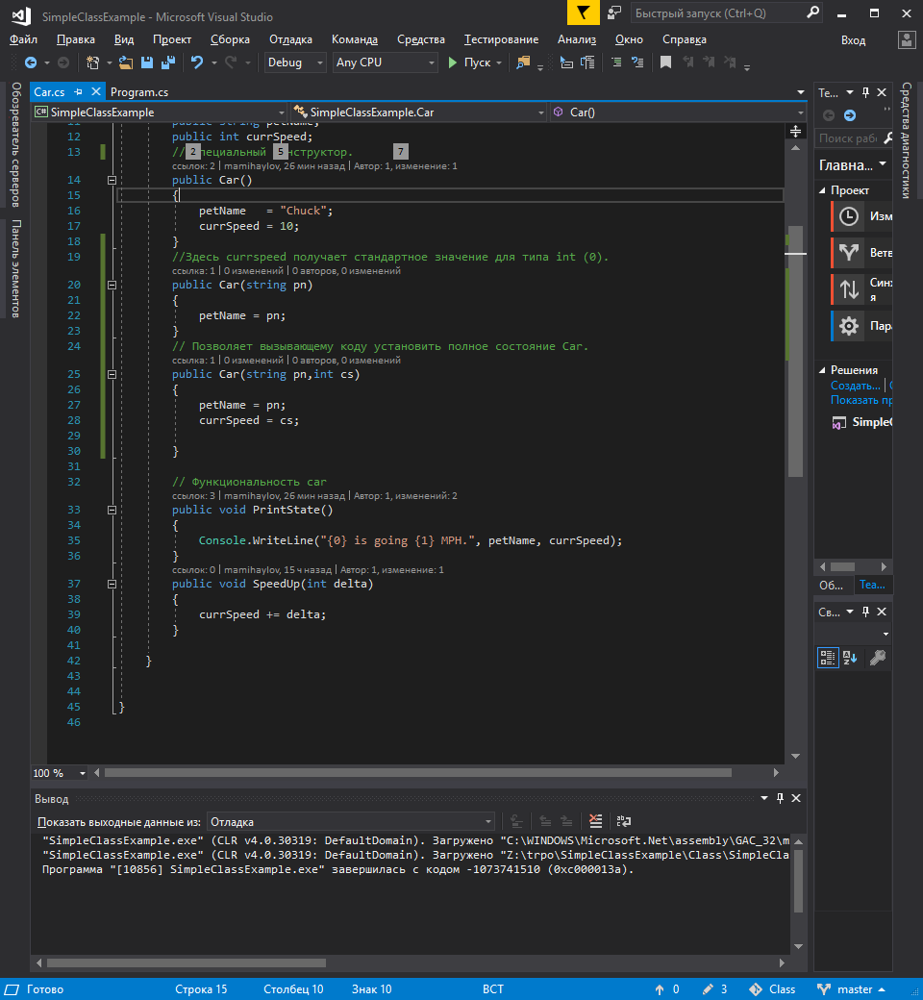 SimpleClassExample - Microsoft Visual Studio
Быстрый запуск (Ctrl+Q)
Файл Правка Вид Проект Сборка Отладка Команда Средства Тестирование Анализ Окно Справка Вход
Debug Any CPU Пуск
Обозреватель серверов
Панель элементов
Car.cs Program.cs
SimpleClassExample SimpleClassExample.Car Car()
11 public string petName;
12 public int currSpeed;
13 // 2 пециальный 5 нструктор. 7
ссылок: 2 | mamihaylov, 26 мин назад | Автор: 1, изменение: 1
14 public Car()
15 {
16 petName = "Chuck";
17 currSpeed = 10;
18 }
19 //Здесь currspeed получает стандартное значение для типа int (0).
ссылка: 1 | 0 изменений | 0 авторов, 0 изменений
20 public Car(string pn)
21 {
22 petName = pn;
23 }
24 // Позволяет вызывающему коду установить полное состояние Car.
ссылка: 1 | 0 изменений | 0 авторов, 0 изменений
25 public Car(string pn,int cs)
26 {
27 petName = pn;
28 currSpeed = cs;
29
30 }
31
32 // Функциональность car
ссылок: 3 | mamihaylov, 26 мин назад | Автор: 1, изменений: 2
33 public void PrintState()
34 {
35 Console.WriteLine("{0} is going {1} MPH.", petName, currSpeed);
36 }
ссылок: 0 | mamihaylov, 15 ч назад | Автор: 1, изменение: 1
37 public void SpeedUp(int delta)
38 {
39 currSpeed += delta;
40 }
41
42 }
43
44
45 }
46
100 %
Те...
Поиск рабо
Главна...
Проект
Изм
Ветв
Синх
я
Пара
Решения
Создать...
Показать пр
SimpleC
Об... Теа...
Св...
Средства диагностики
Вывод
Показать выходные данные из: Отладка
"SimpleClassExample.exe" (CLR v4.0.30319: DefaultDomain). Загружено "C:\WINDOWS\Microsoft.Net\assembly\GAC_32\m
"SimpleClassExample.exe" (CLR v4.0.30319: DefaultDomain). Загружено "Z:\trpo\SimpleClassExample\Class\SimpleCla
Программа "[10856] SimpleClassExample.exe" завершилась с кодом -1073741510 (0xc000013a).
Готово Строка 15 Столбец 10 Знак 10 ВСТ 0 3 Class master